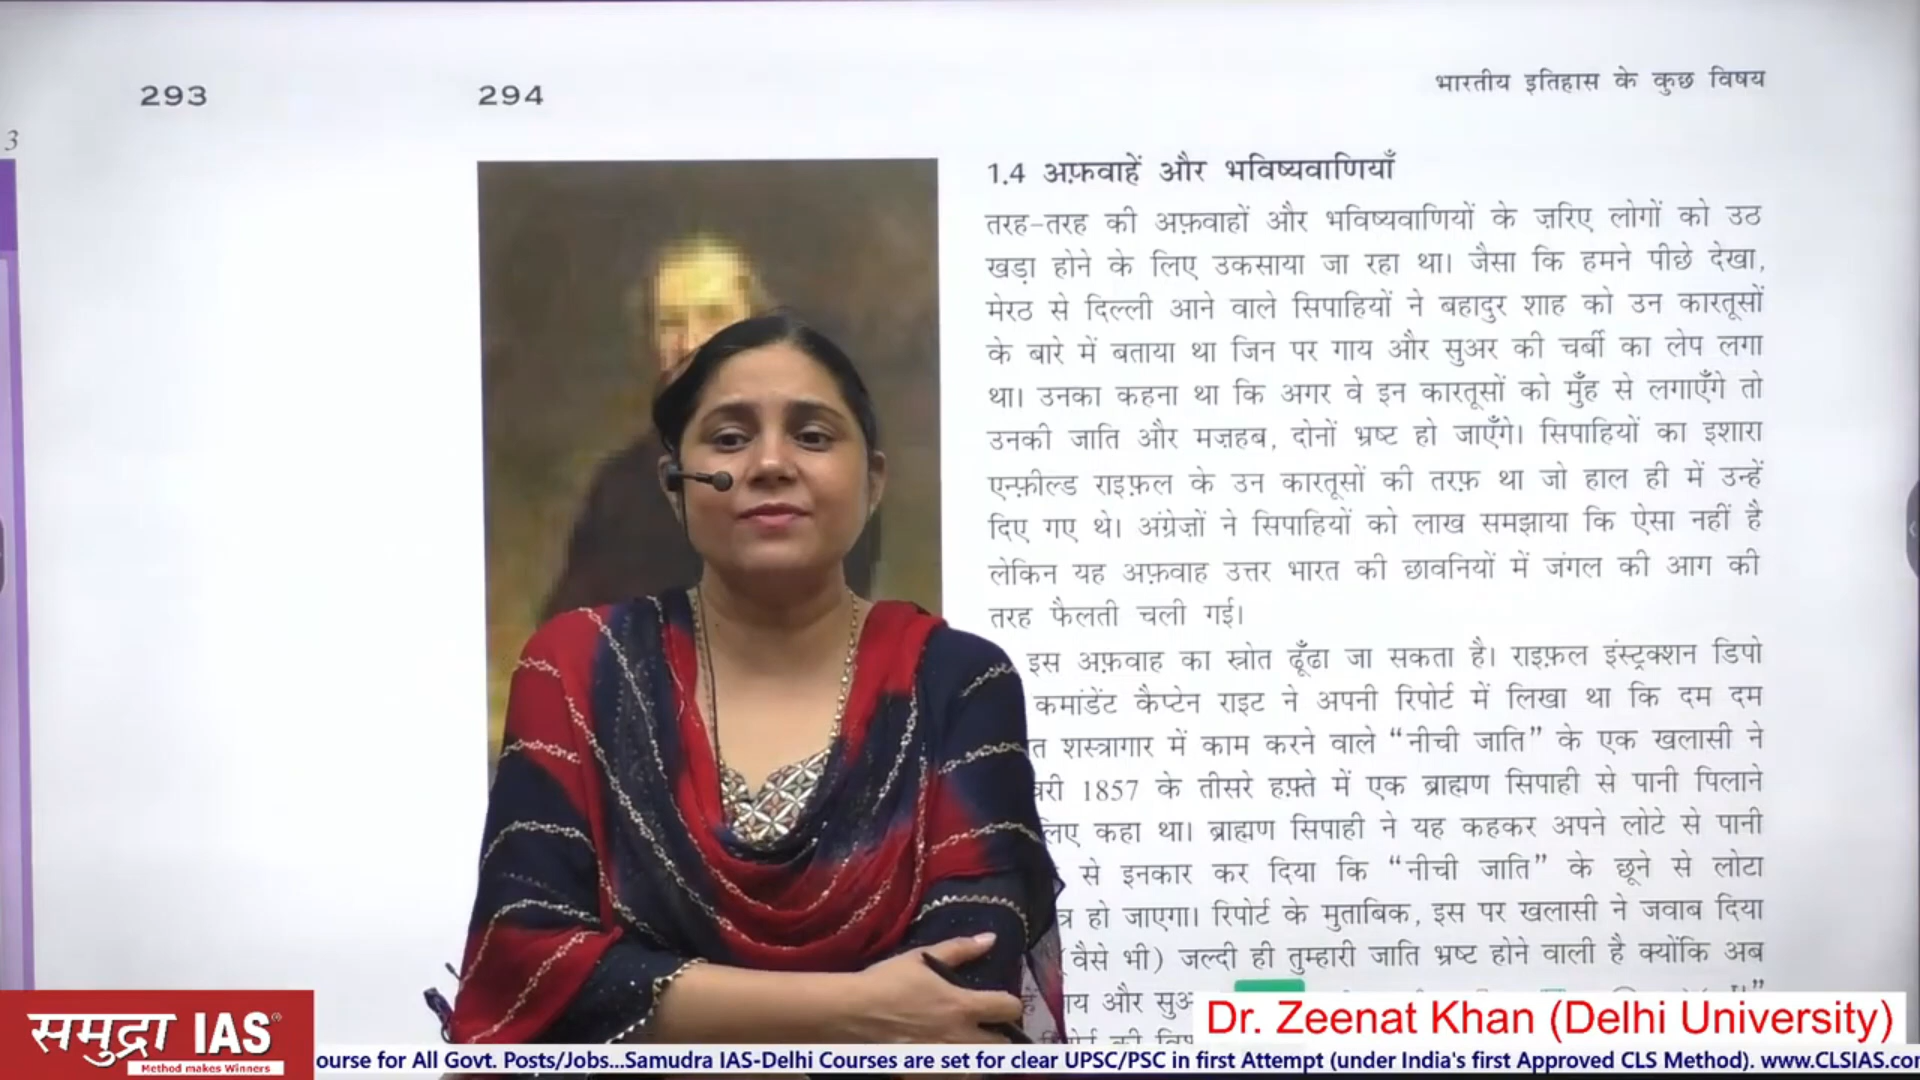 293
294
भारतीय इतिहास के कुछ विषय
3
1.4 अफ़वाहें और भविष्यवाणियाँ
तरह-तरह की अफ़वाहों और भविष्यवाणियों के ज़रिए लोगों को उठ
खड़ा होने के लिए उकसाया जा रहा था। जैसा कि हमने पीछे देखा,
मेरठ से दिल्ली आने वाले सिपाहियों ने बहादुर शाह को उन कारतूसों
के बारे में बताया था जिन पर गाय और सुअर की चर्बी का लेप लगा
था। उनका कहना था कि अगर वे इन कारतूसों को मुँह से लगाएँगे तो
उनकी जाति और मज़हब, दोनों भ्रष्ट हो जाएँगे। सिपाहियों का इशारा
एन्फ़ील्ड राइफ़ल के उन कारतूसों की तरफ़ था जो हाल ही में उन्हें
दिए गए थे। अंग्रेज़ों ने सिपाहियों को लाख समझाया कि ऐसा नहीं है
लेकिन यह अफ़वाह उत्तर भारत की छावनियों में जंगल की आग की
तरह फैलती चली गई।
इस अफ़वाह का स्रोत ढूँढा जा सकता है। राइफ़ल इंस्ट्रक्शन डिपो
कमांडेंट कैप्टेन राइट ने अपनी रिपोर्ट में लिखा था कि दम दम
त शस्त्रागार में काम करने वाले “नीची जाति” के एक खलासी ने
वरी 1857 के तीसरे हफ़्ते में एक ब्राह्मण सिपाही से पानी पिलाने
लिए कहा था। ब्राह्मण सिपाही ने यह कहकर अपने लोटे से पानी
से इनकार कर दिया कि “नीची जाति” के छूने से लोटा
त्र हो जाएगा। रिपोर्ट के मुताबिक, इस पर खलासी ने जवाब दिया
(वैसे भी) जल्दी ही तुम्हारी जाति भ्रष्ट होने वाली है क्योंकि अब
और
Dr. Zeenat Khan (Delhi University)
समुद्रा IAS®
Method makes Winners
ourse for All Govt. Posts/Jobs...Samudra IAS-Delhi Courses are set for clear UPSC/PSC in first Attempt (under India's first Approved CLS Method). www.CLSIAS.co